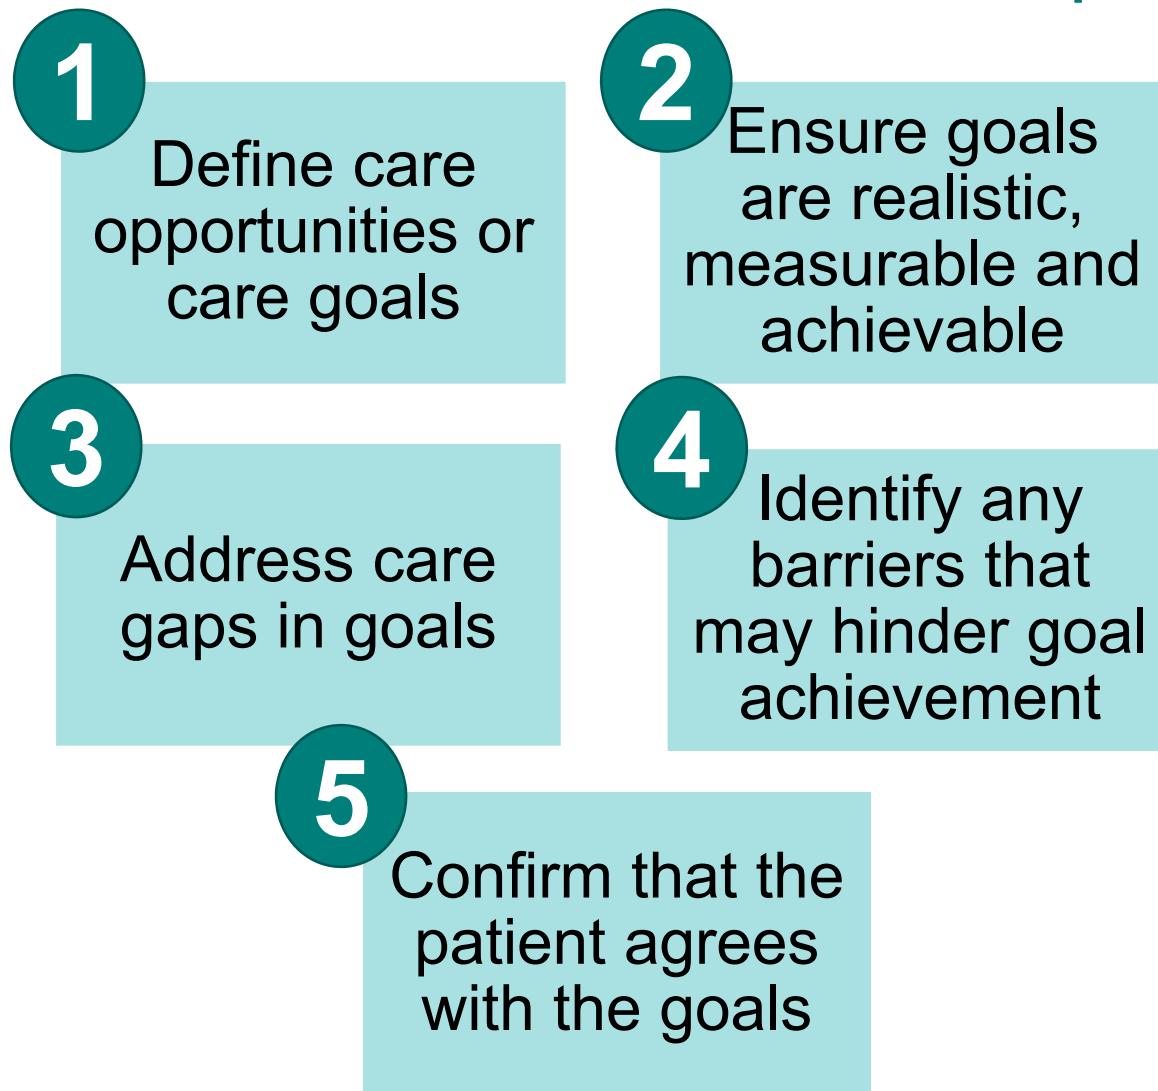 1
Define care
opportunities or
care goals
2
Ensure goals
are realistic,
measurable and
achievable
3
Address care
gaps in goals
4
Identify any
barriers that
may hinder goal
achievement
5
Confirm that the
patient agrees
with the goals